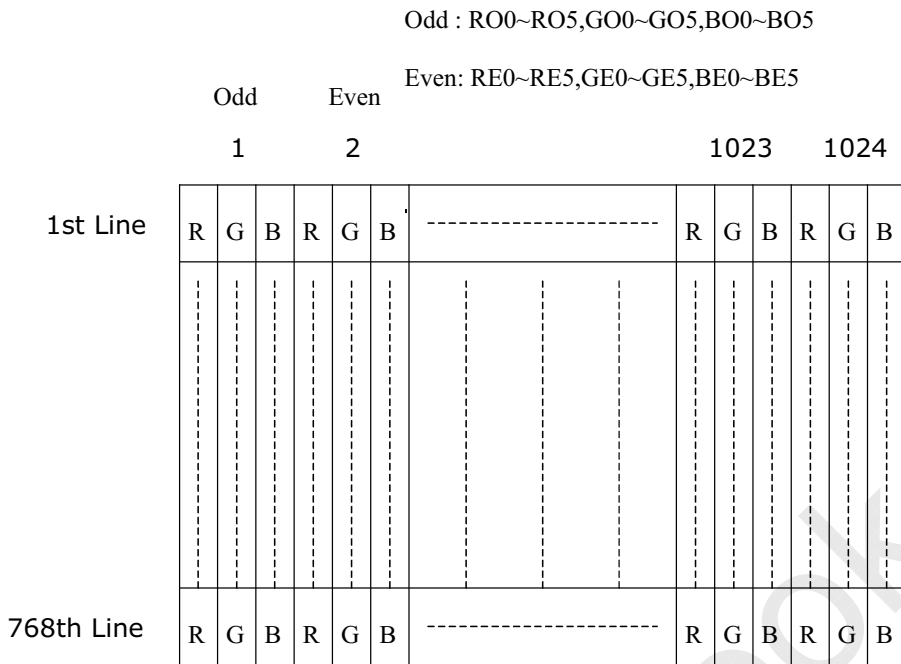 Odd : RO0~RO5,GO0~GO5,BO0~BO5
Even: RE0~RE5,GE0~GE5,BE0~BE5
Odd Even
1 2 1023 1024
1st Line R G B R G B R G B R G B
768th Line R G B R G B R G B R G B